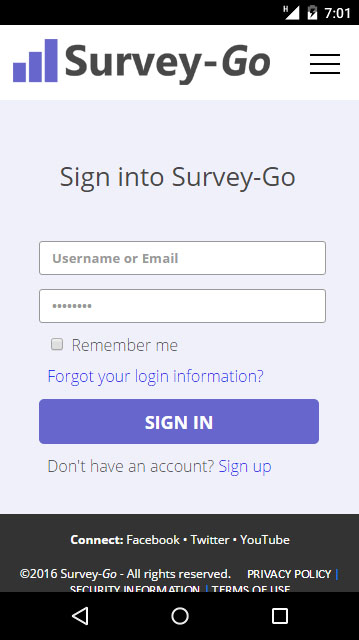 H 7:01
Survey-Go
Sign into Survey-Go
Username or Email
••••••••
Remember me
Forgot your login information?
SIGN IN
Don't have an account? Sign up
Connect: Facebook • Twitter • YouTube
©2016 Survey-Go - All rights reserved. PRIVACY POLICY |
SECURITY INFORMATION | TERMS OF USE